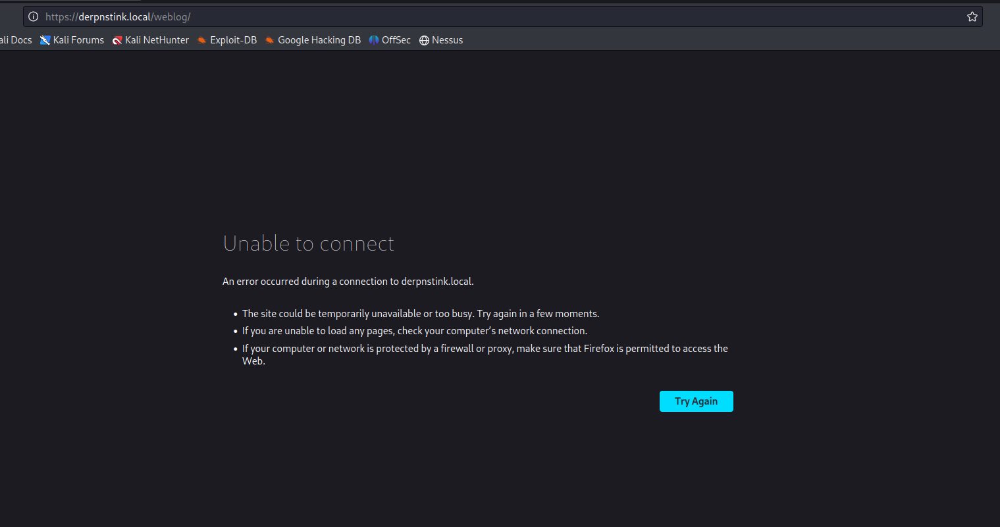 https://derpnstink.local/weblog/
ali Docs Kali Forums Kali NetHunter Exploit-DB Google Hacking DB OffSec Nessus
Unable to connect
An error occurred during a connection to derpnstink.local.
• The site could be temporarily unavailable or too busy. Try again in a few moments.
• If you are unable to load any pages, check your computer’s network connection.
• If your computer or network is protected by a firewall or proxy, make sure that Firefox is permitted to access the
Web.
Try Again